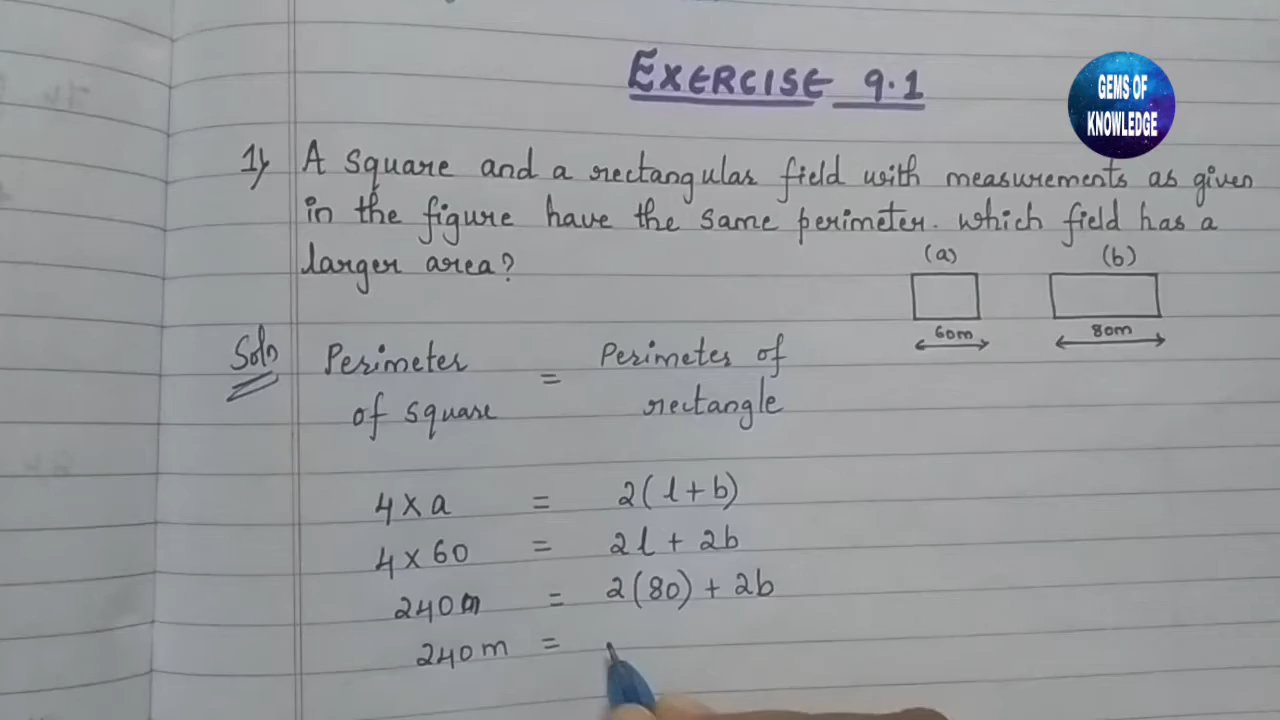 EXERCISE 9.1
GEMS OF
KNOWLEDGE
1) A square and a rectangular field with measurements as given
in the figure have the same perimeter. which field has a
larger area?
(a) (b)
60m 80m
Soln Perimeter = Perimeter of
of square rectangle
4 × a = 2(l + b)
4 × 60 = 2l + 2b
240m = 2(80) + 2b
240m =